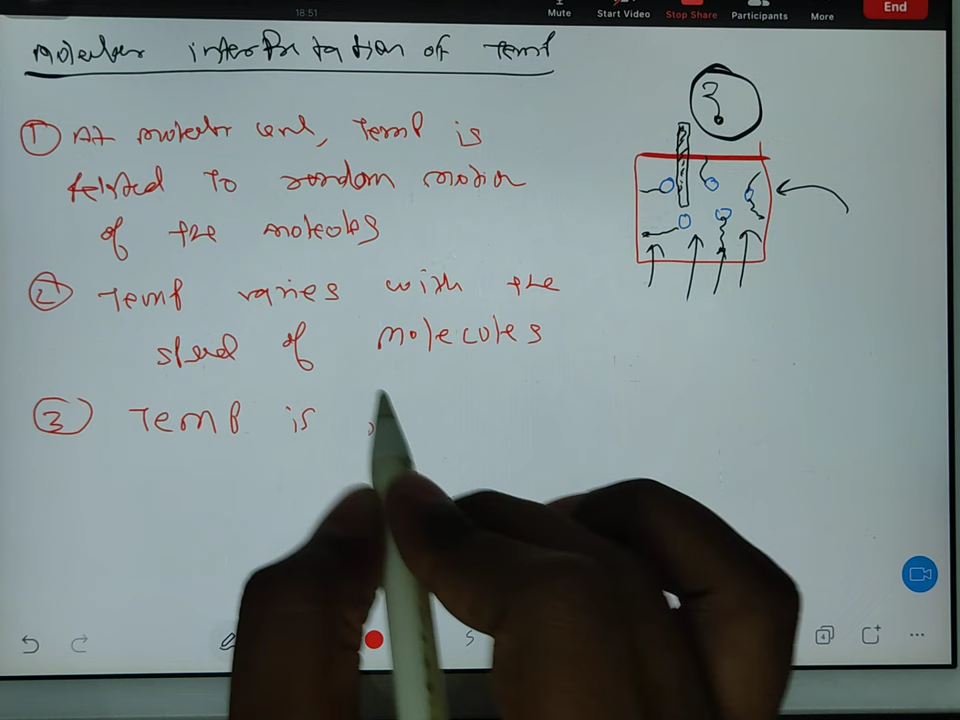 18:51
Mute Start Video Stop Share Participants More End
molecular interpretation of Temp
① At molecular level, Temp is
related to random motion
of the molecules
② Temp varies with the
speed of molecules
③ Temp is
4